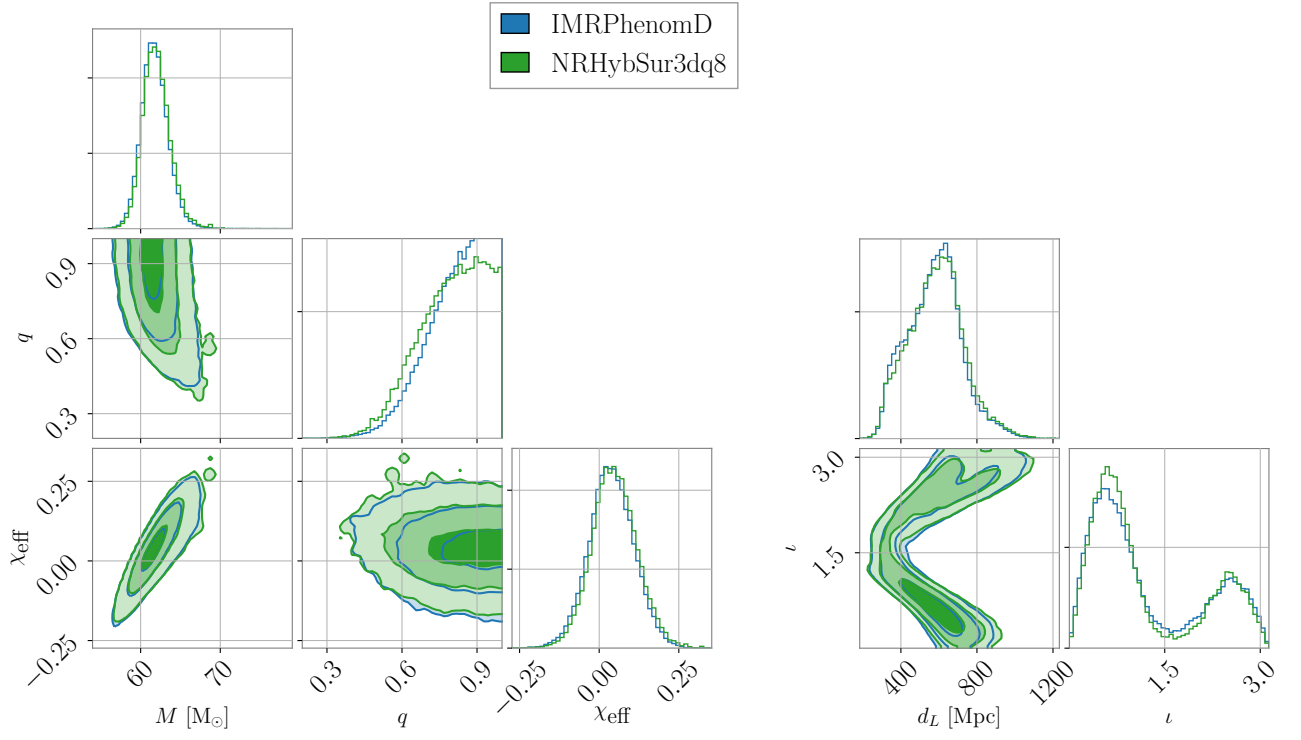 IMRPhenomD
NRHybSur3dq8
q
0.9
0.6
0.3
χeff
0.25
0.00
−0.25
ι
3.0
1.5
60 70
0.3 0.6 0.9
−0.25 0.00 0.25
400 800 1200
1.5 3.0
M [M⊙]
q
χeff
dL [Mpc]
ι